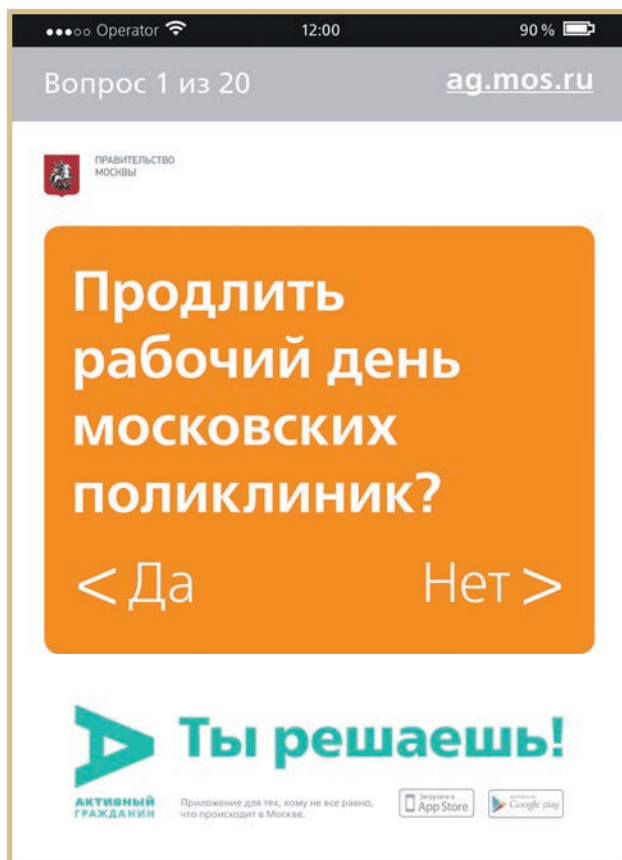 Operator 12:00 90 %
Вопрос 1 из 20 ag.mos.ru
ПРАВИТЕЛЬСТВО
МОСКВЫ
Продлить
рабочий день
московских
поликлиник?
< Да Нет >
Ты решаешь!
АКТИВНЫЙ
ГРАЖДАНИН
Приложение для тех, кому не все равно,
что происходит в Москве.
Загрузите в
App Store
Google play